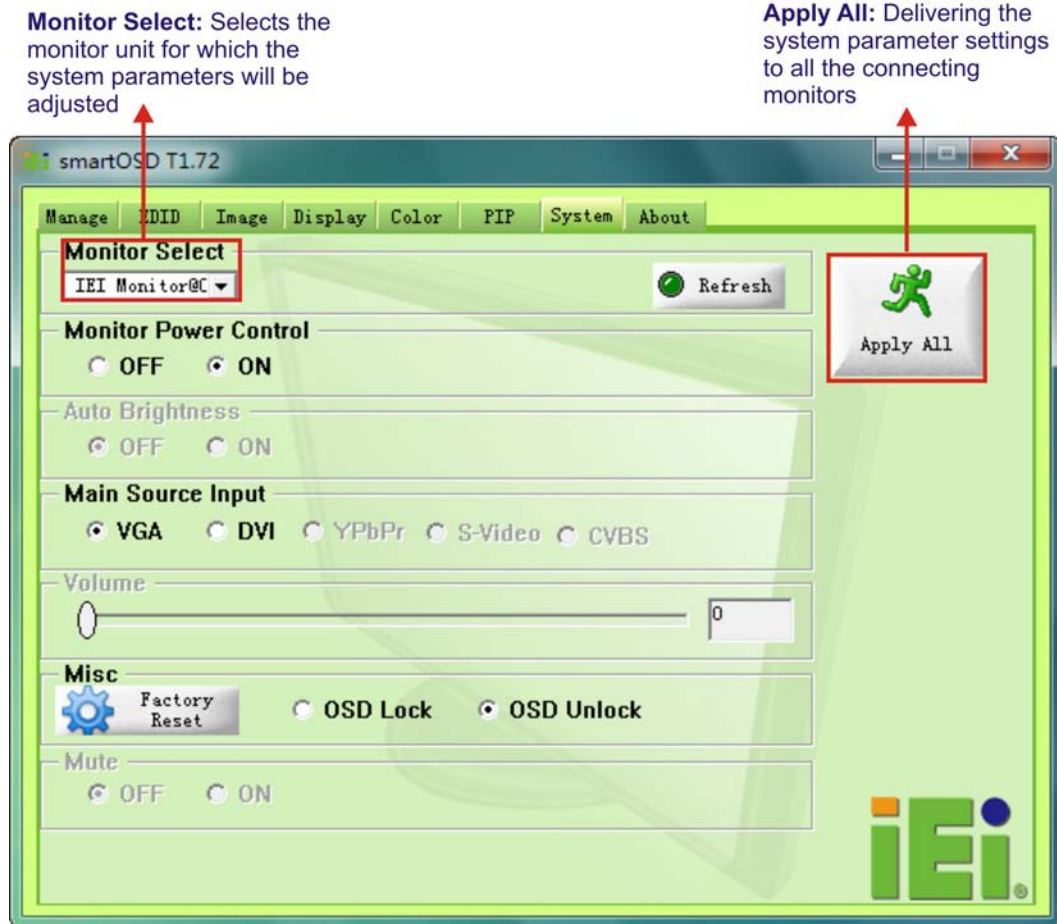 Monitor Select: Selects the
monitor unit for which the
system parameters will be
adjusted
Apply All: Delivering the
system parameter settings
to all the connecting
monitors
smartOSD T1.72
Manage EDID Image Display Color PIP System About
Monitor Select
IEI Monitor@C
Refresh
Apply All
Monitor Power Control
OFF ON
Auto Brightness
OFF ON
Main Source Input
VGA DVI YPbPr S-Video CVBS
Volume
0
Misc
Factory
Reset
OSD Lock OSD Unlock
Mute
OFF ON
iEi®